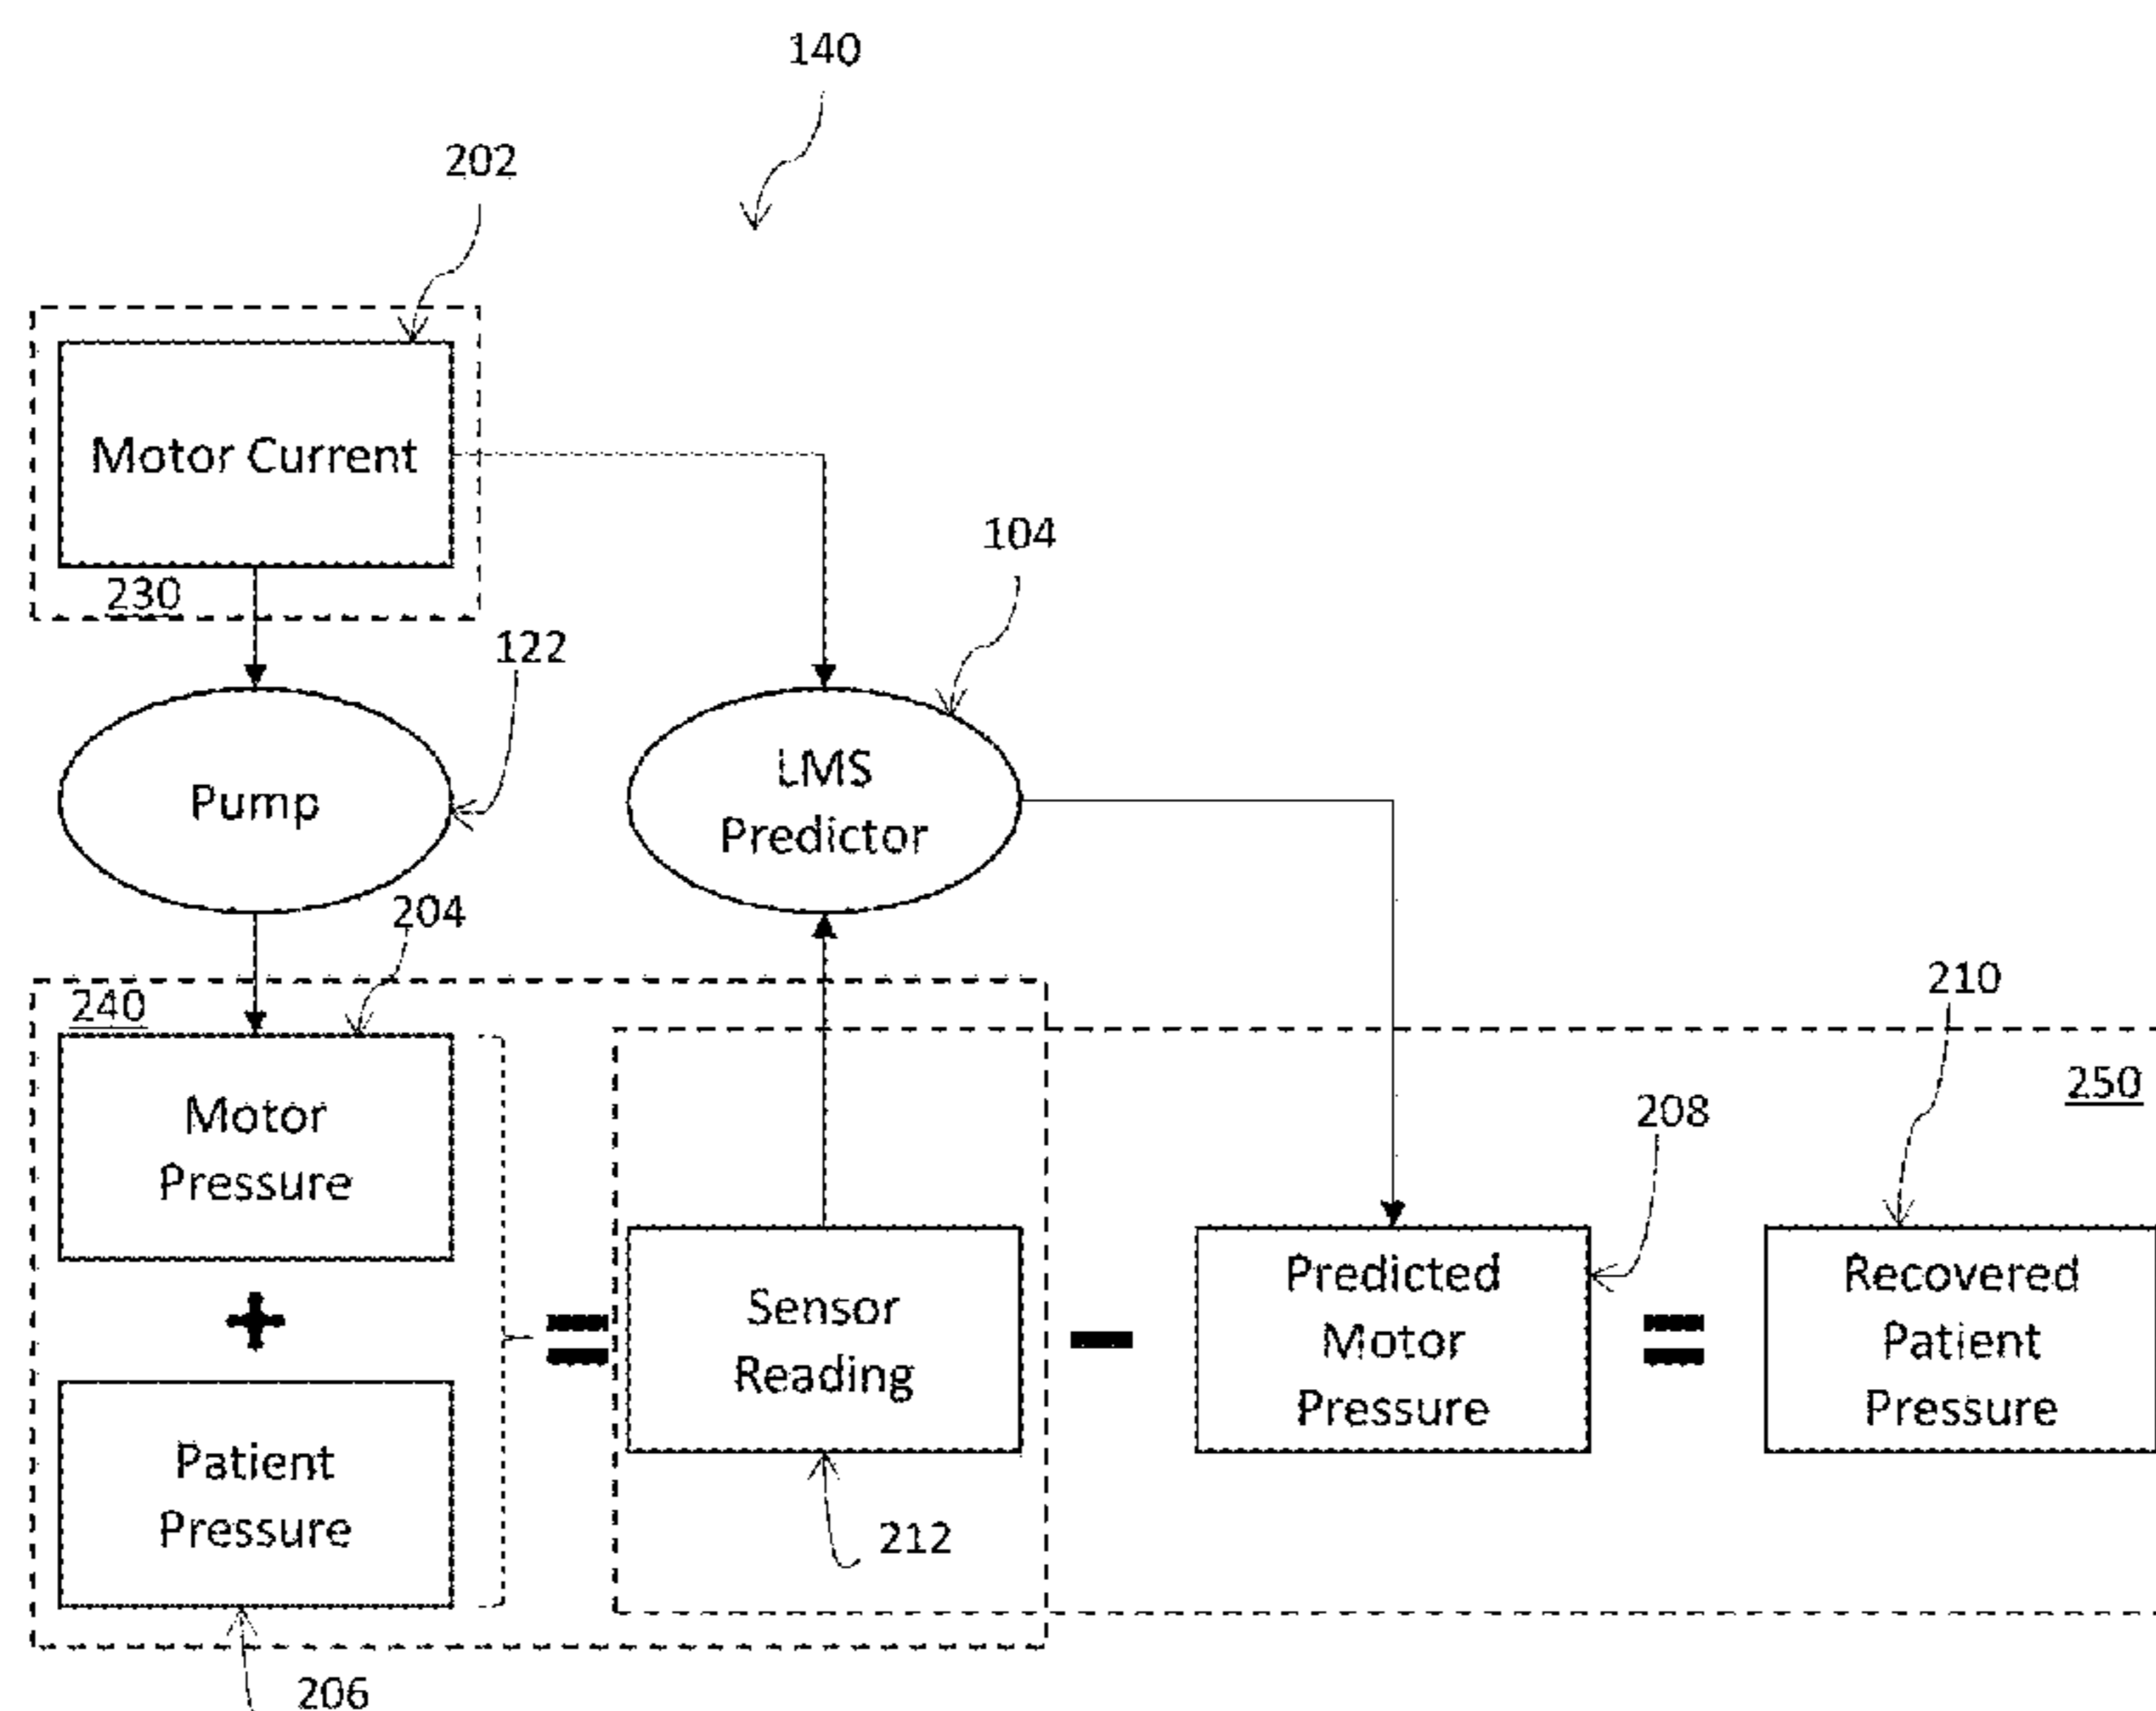 140
202
Motor Current
230
104
122
Pump
LMS
Predictor
204
240
210
250
208
Motor
Pressure
+
Patient
Pressure
=
Sensor
Reading
−
Predicted
Motor
Pressure
=
Recovered
Patient
Pressure
212
206